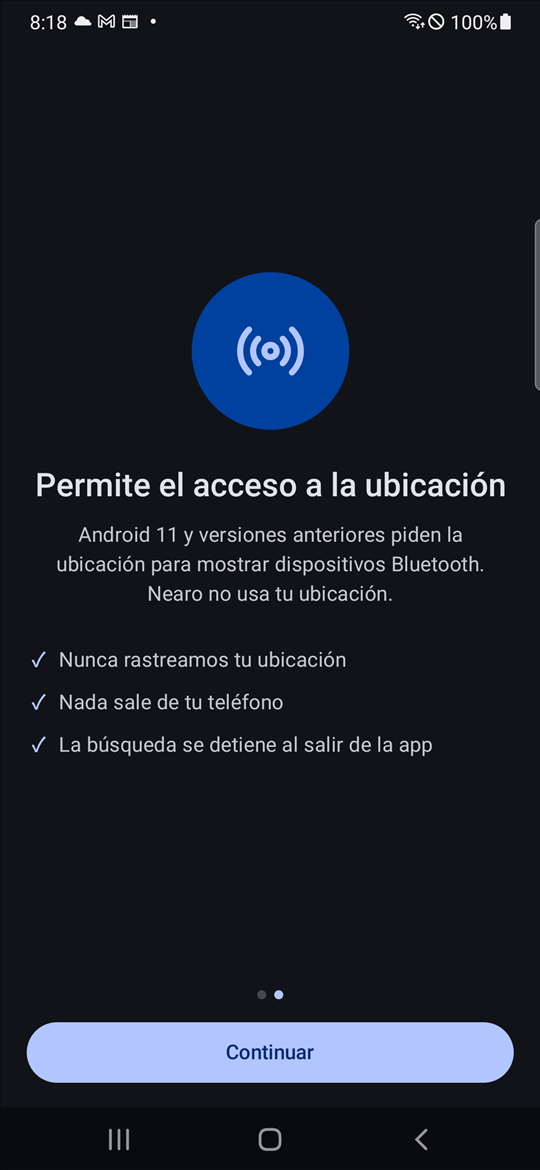 8:18
100%
Permite el acceso a la ubicación
Android 11 y versiones anteriores piden la
ubicación para mostrar dispositivos Bluetooth.
Nearo no usa tu ubicación.
Nunca rastreamos tu ubicación
Nada sale de tu teléfono
La búsqueda se detiene al salir de la app
Continuar